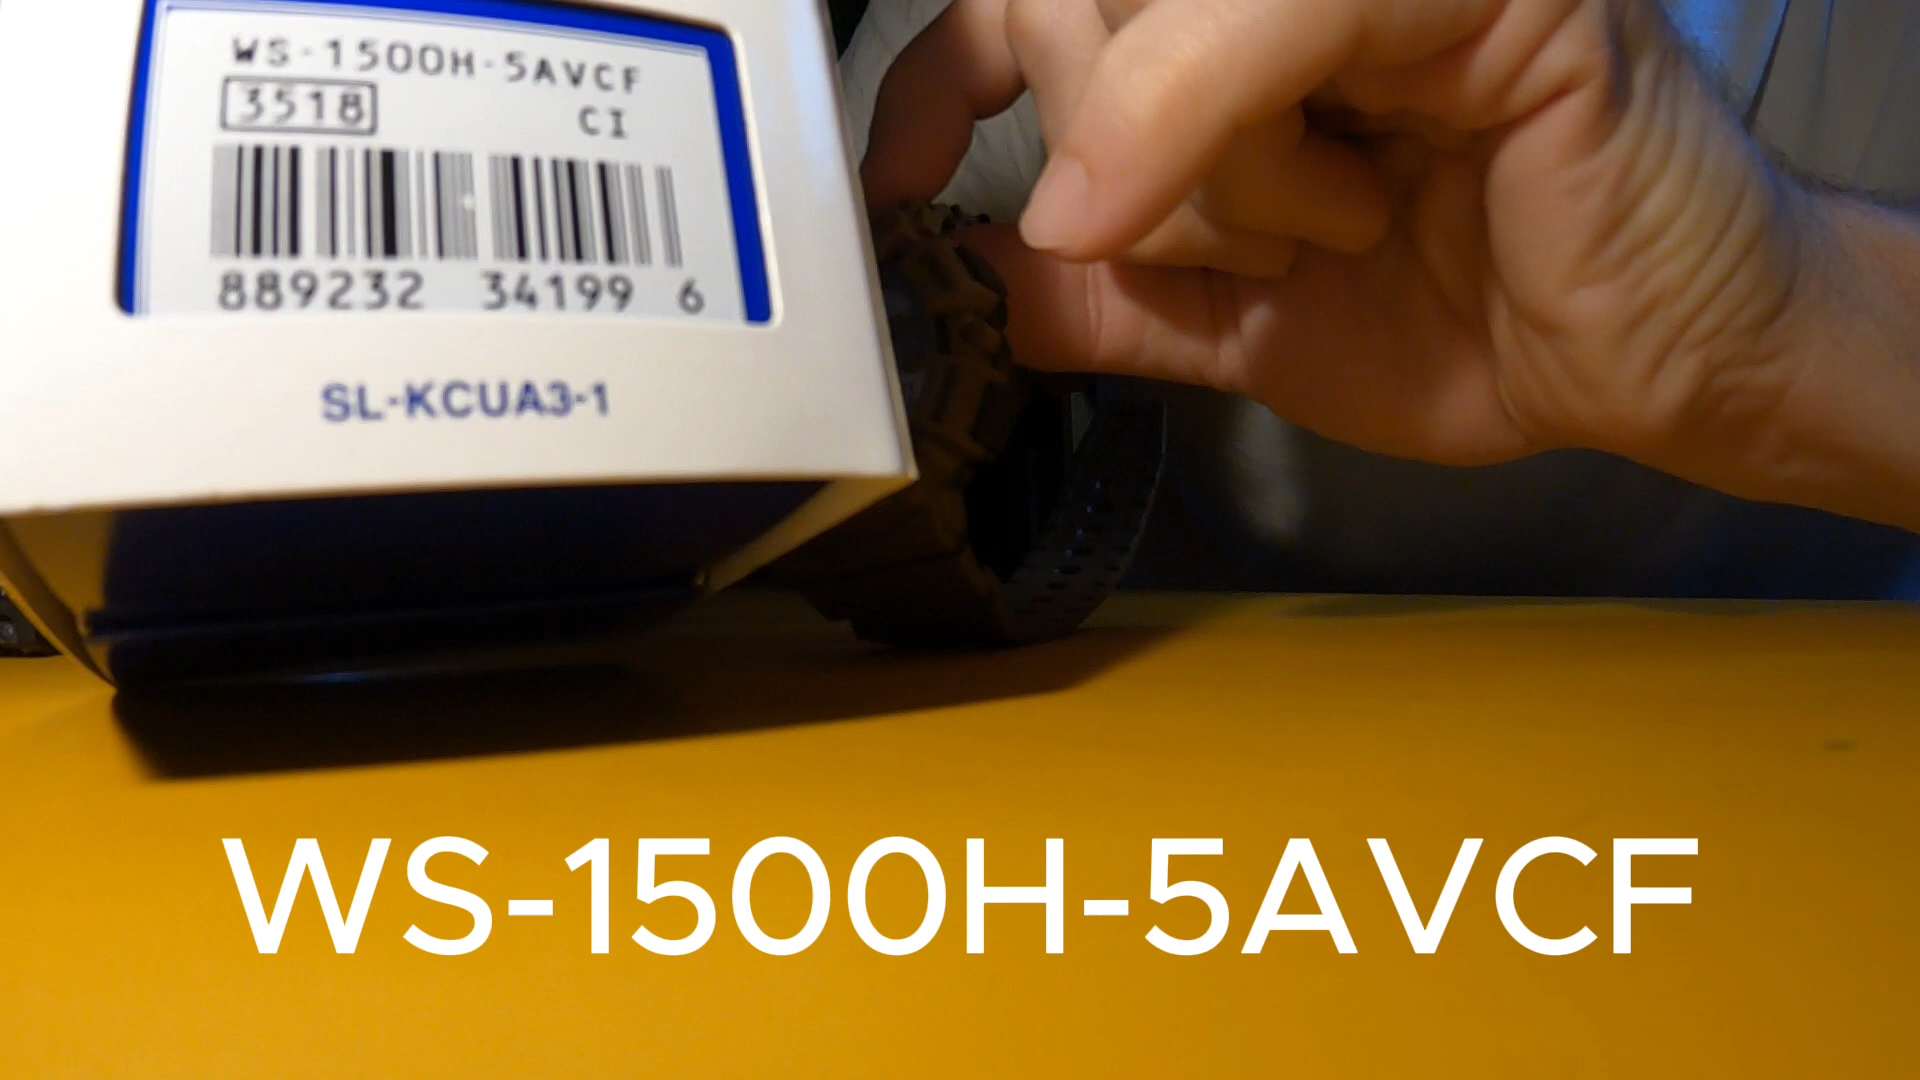 WS-1500H-5AVCF
3518 CI
889232 34199 6
SL-KCUA3-1
WS-1500H-5AVCF